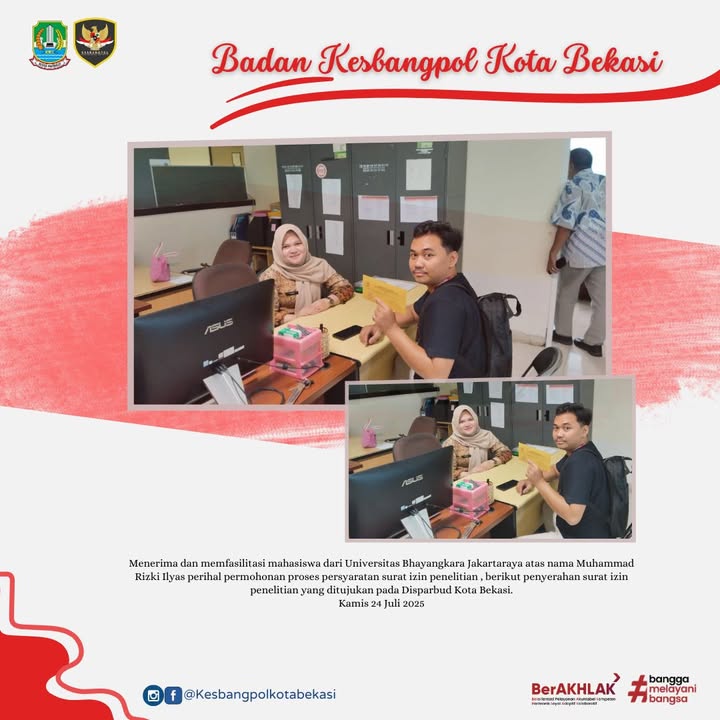 Badan Kesbangpol Kota Bekasi
ASUS
ASUS
Menerima dan memfasilitasi mahasiswa dari Universitas Bhayangkara Jakartaraya atas nama Muhammad
Rizki Ilyas perihal permohonan proses persyaratan surat izin penelitian , berikut penyerahan surat izin
penelitian yang ditujukan pada Disparbud Kota Bekasi.
Kamis 24 Juli 2025
@Kesbangpolkotabekasi
BerAKHLAK
#bangga
melayani
bangsa